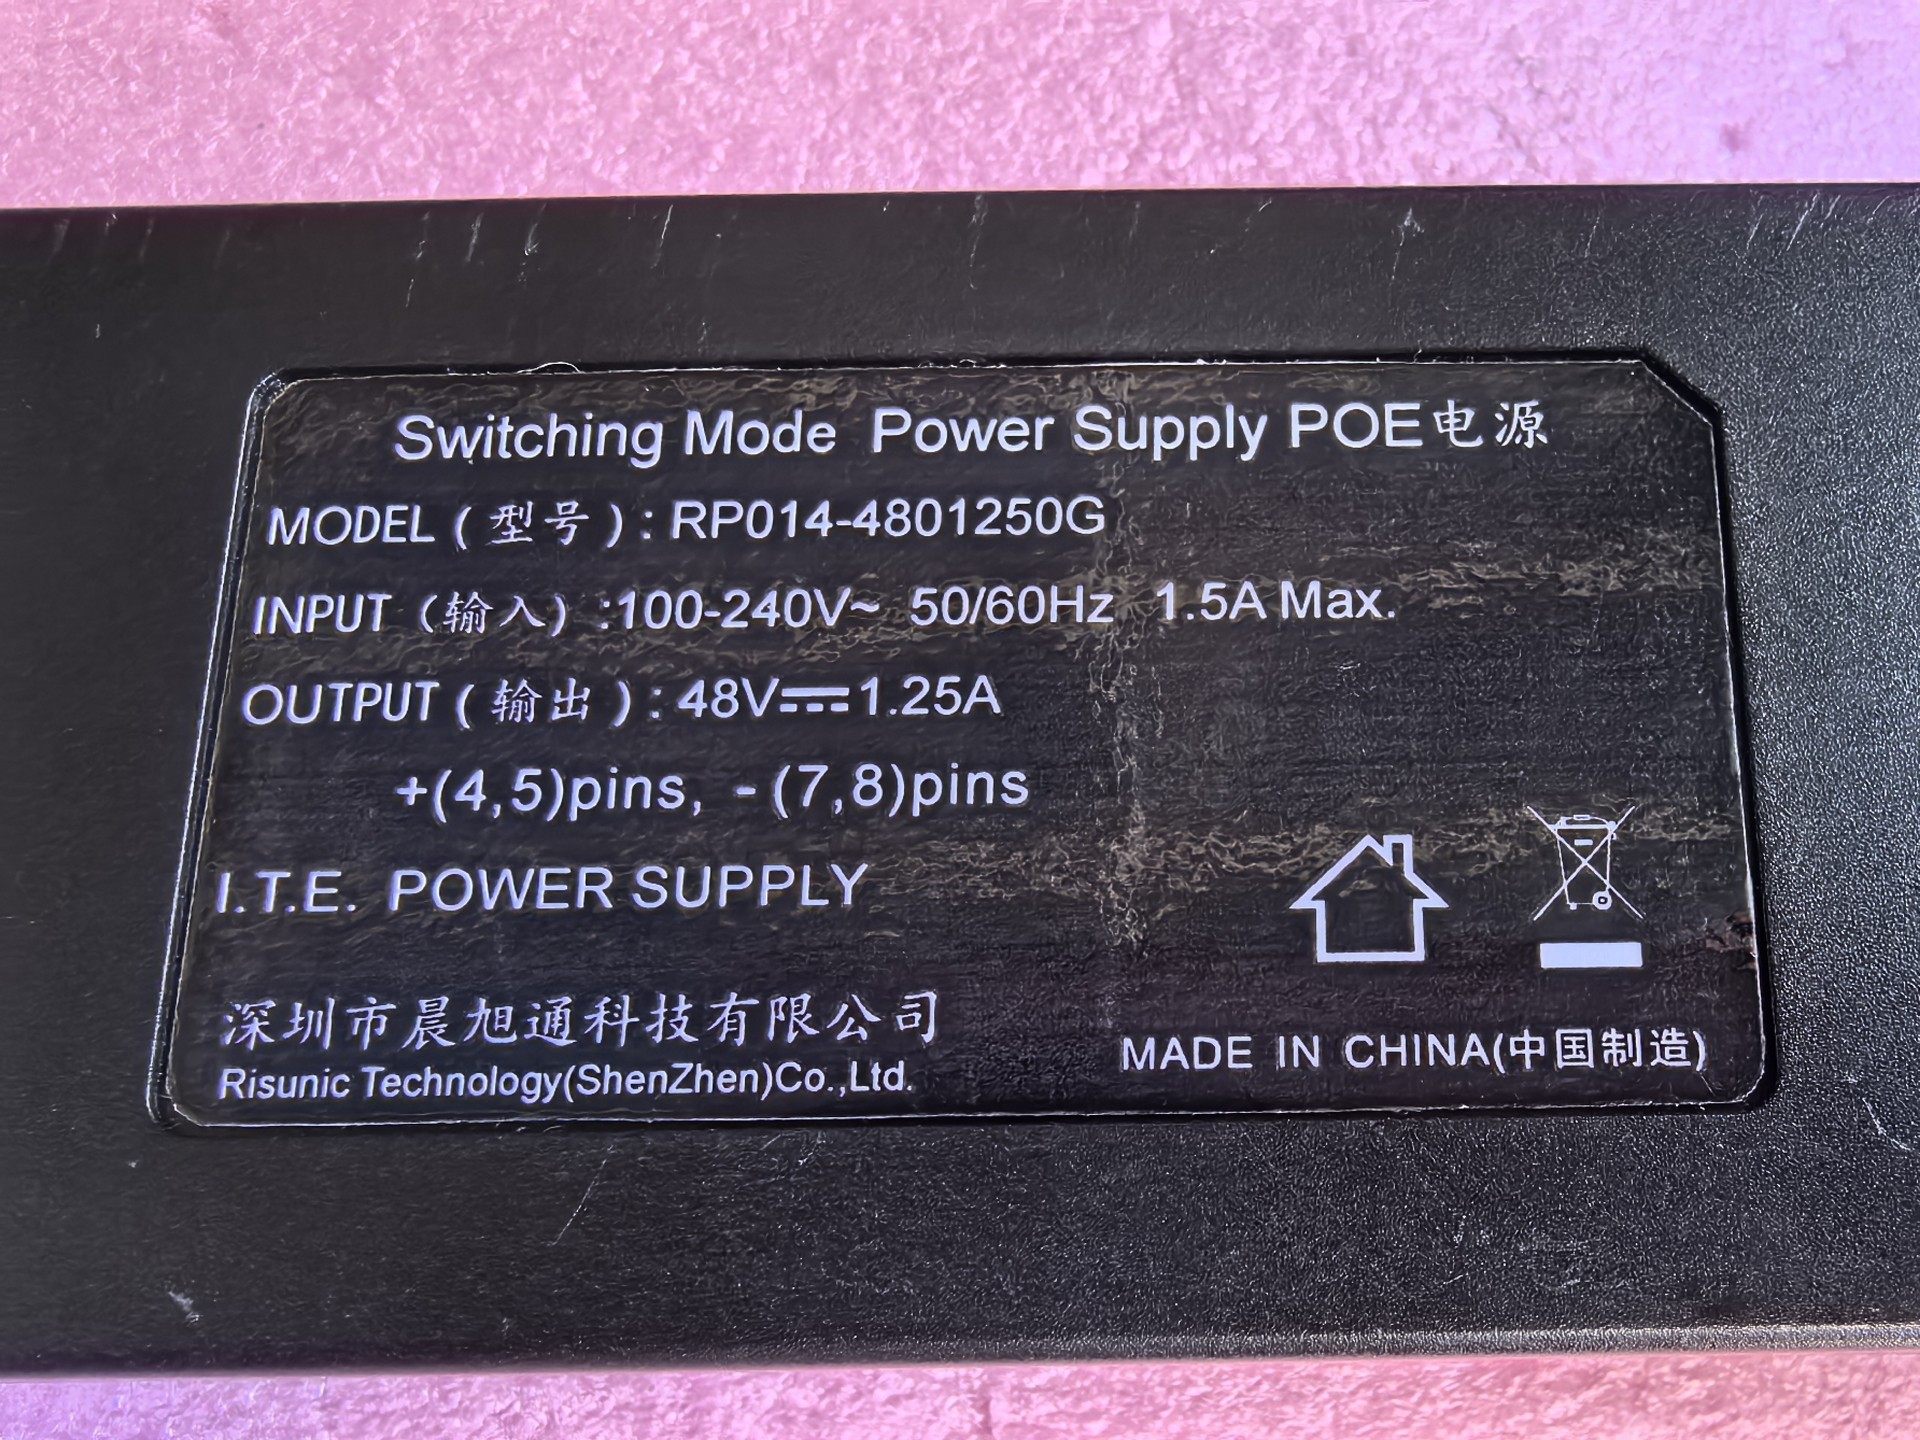 Switching Mode Power Supply POE电源
MODEL（型号）: RP014-4801250G
INPUT（输入）:100-240V~ 50/60Hz 1.5A Max.
OUTPUT（输出）: 48V⎓1.25A
+(4,5)pins, -(7,8)pins
I.T.E. POWER SUPPLY
深圳市晨旭通科技有限公司
Risunic Technology(ShenZhen)Co.,Ltd.
MADE IN CHINA(中国制造)